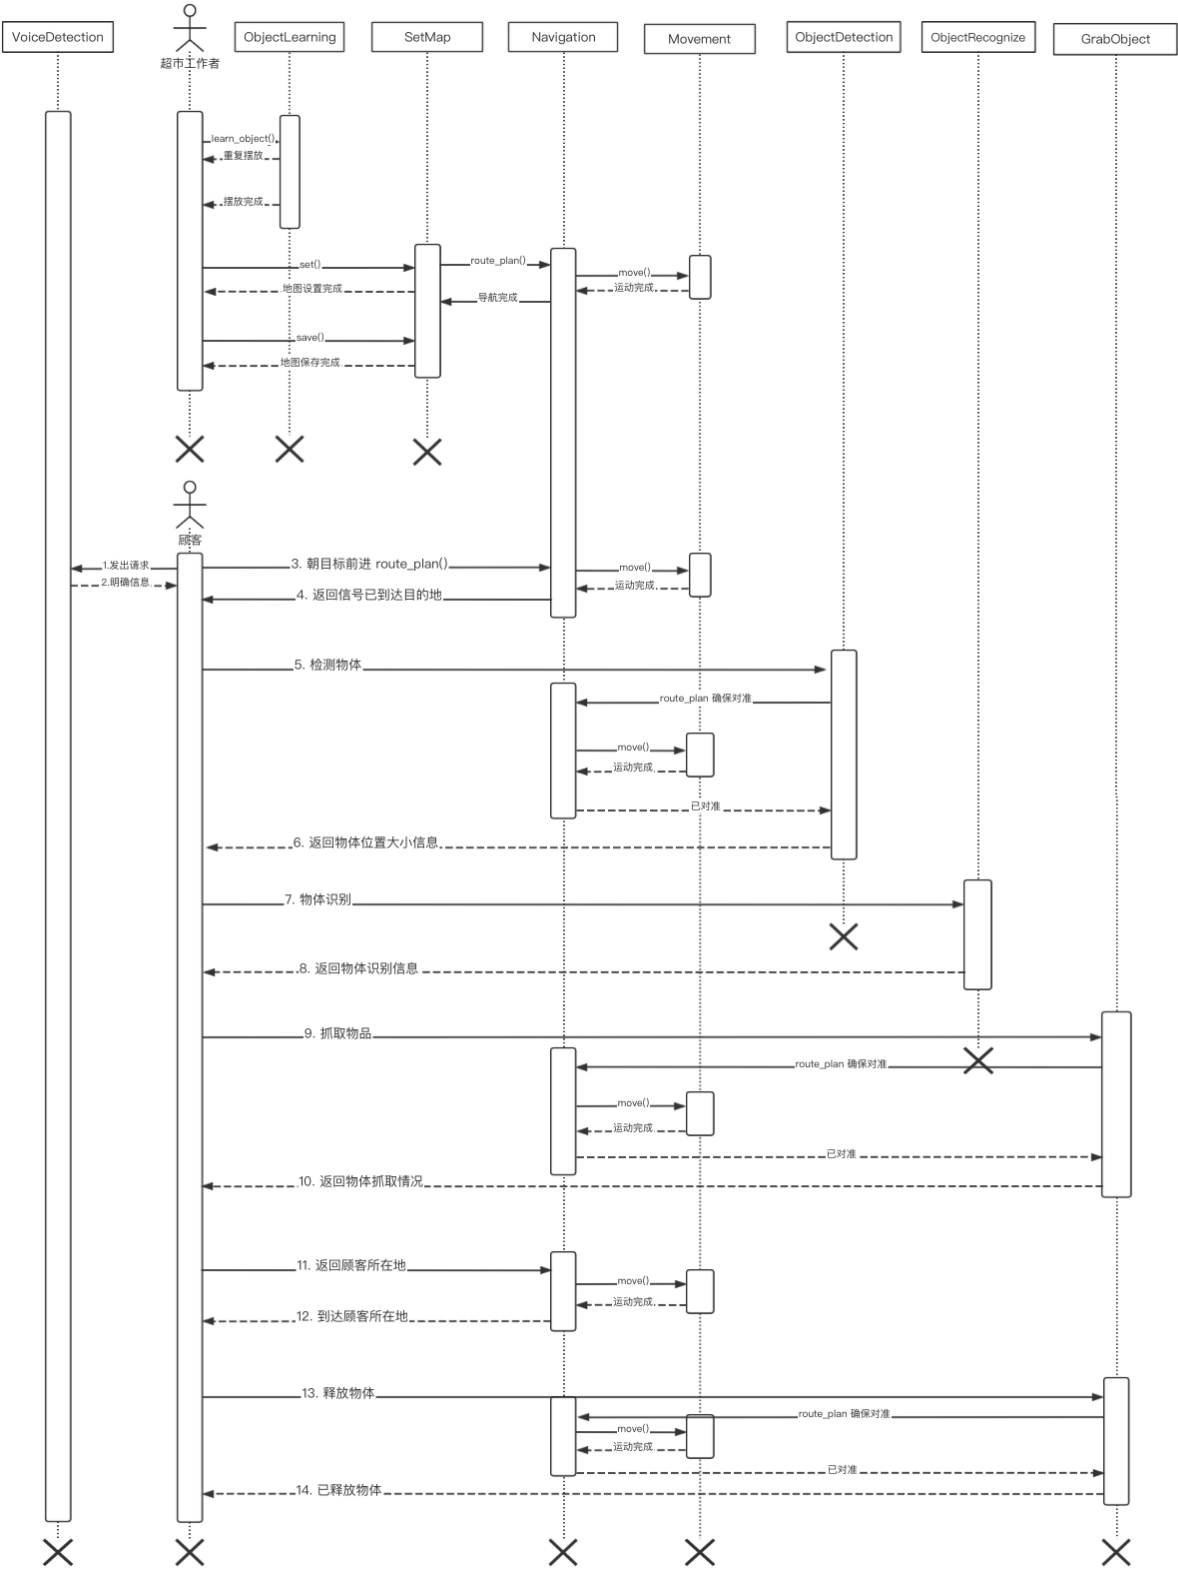 VoiceDetection
超市工作者
ObjectLearning
SetMap
Navigation
Movement
ObjectDetection
ObjectRecognize
GrabObject
learn_object()
重复摆放
摆放完成
set()
route_plan()
move()
地图设置完成
运动完成
导航完成
save()
地图保存完成
顾客
1.发出请求
3. 朝目标前进 route_plan()
move()
2.明确信息
运动完成
4. 返回信号已到达目的地
5. 检测物体
route_plan 确保对准
move()
运动完成
已对准
6. 返回物体位置大小信息
7. 物体识别
8. 返回物体识别信息
9. 抓取物品
route_plan 确保对准
move()
运动完成
已对准
10. 返回物体抓取情况
11. 返回顾客所在地
move()
运动完成
12. 到达顾客所在地
13. 释放物体
route_plan 确保对准
move()
运动完成
已对准
14. 已释放物体